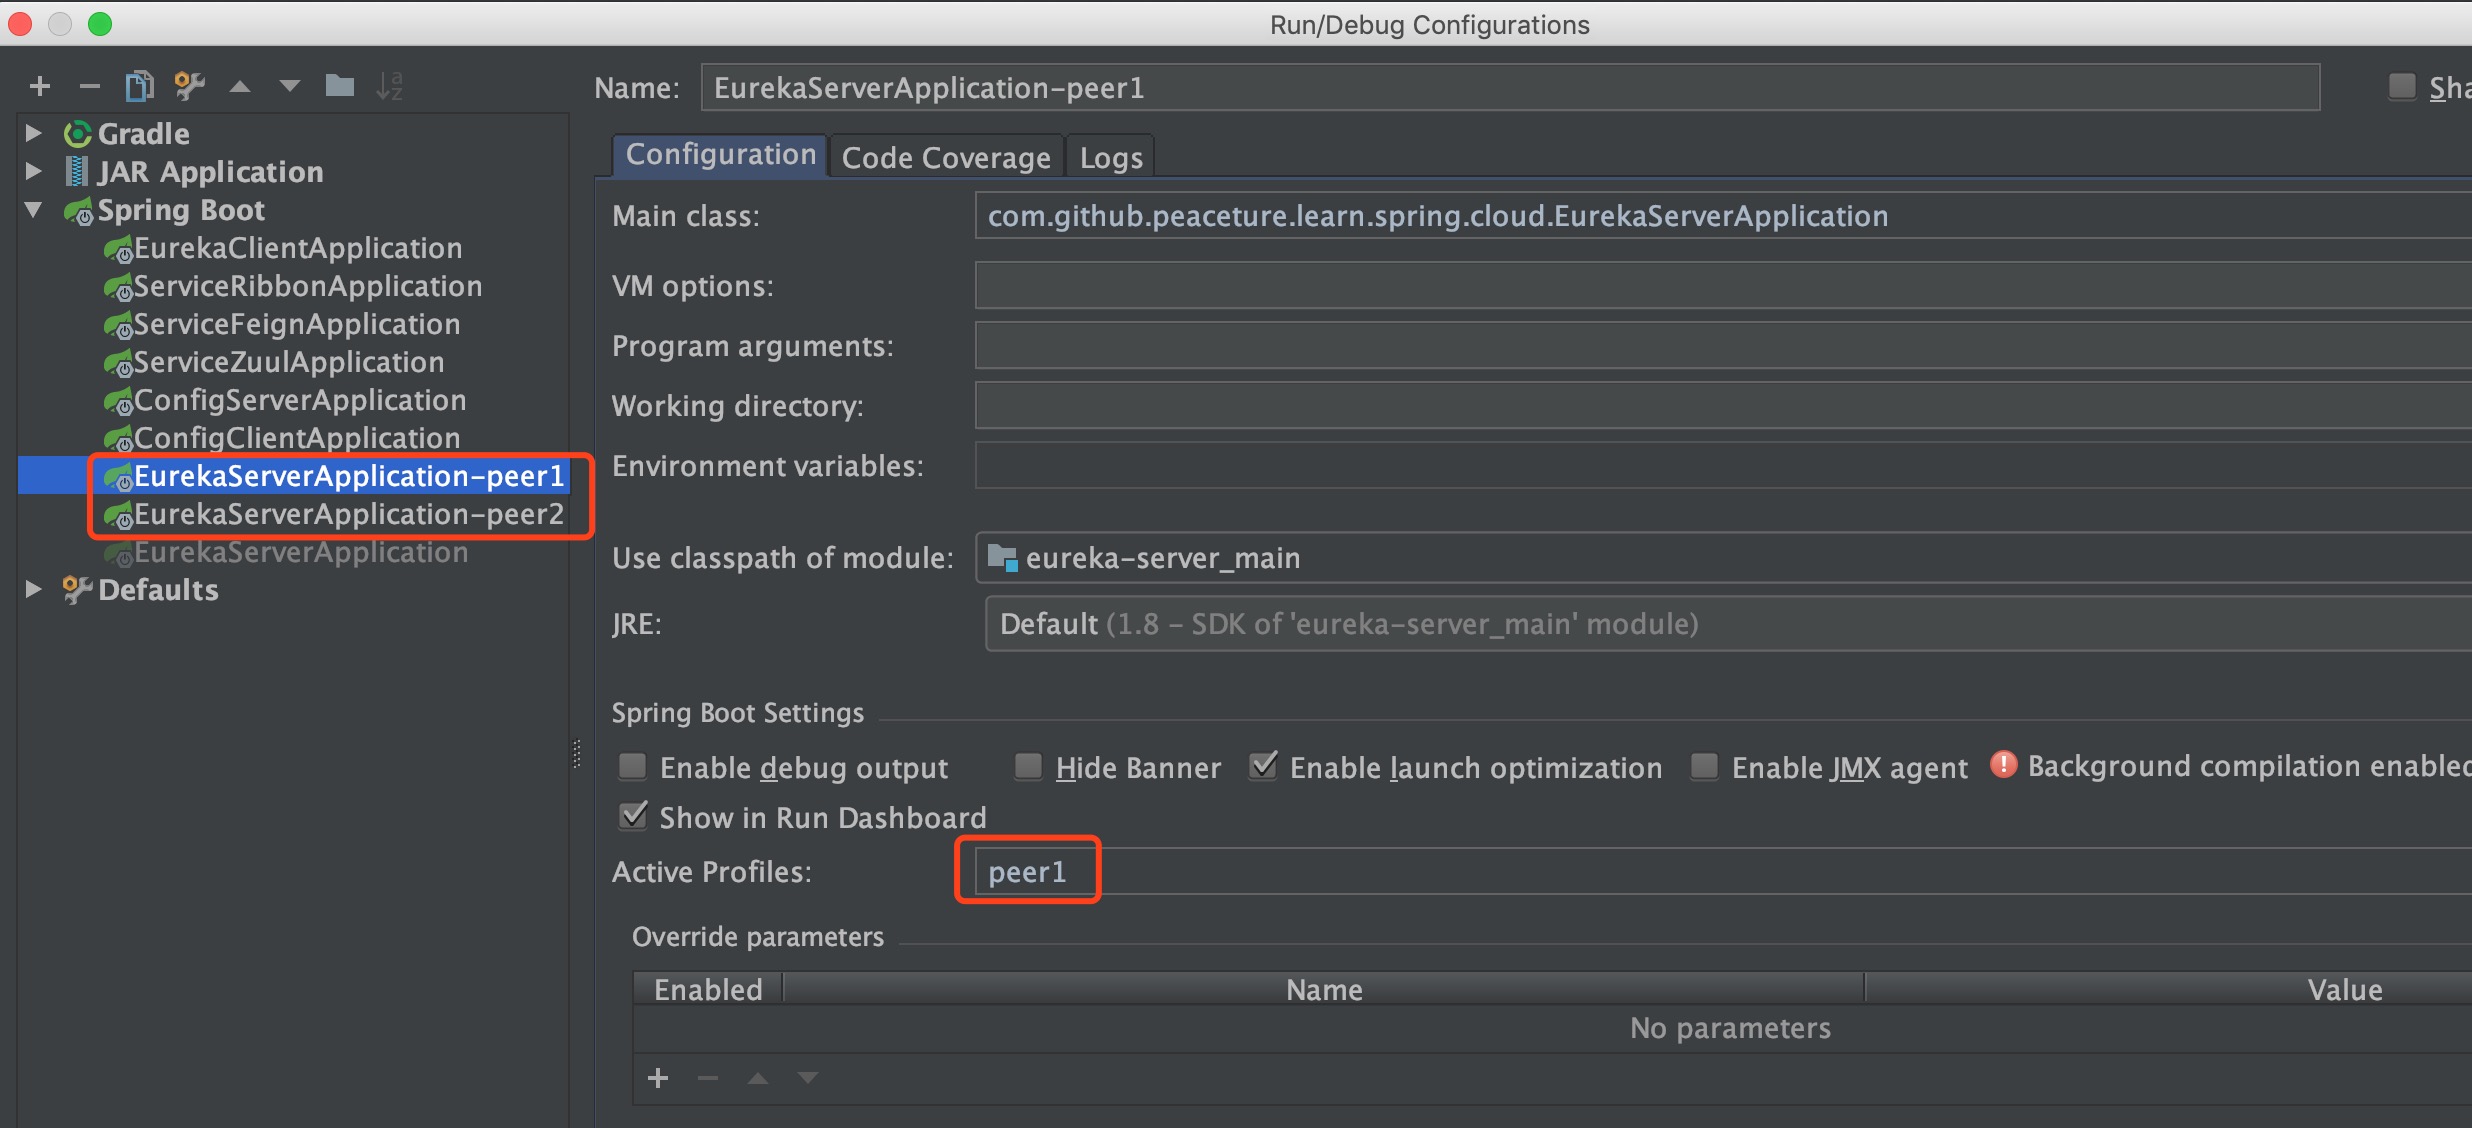 Run/Debug Configurations
Name: EurekaServerApplication-peer1 Sha
Gradle
JAR Application
Spring Boot
EurekaClientApplication
ServiceRibbonApplication
ServiceFeignApplication
ServiceZuulApplication
ConfigServerApplication
ConfigClientApplication
EurekaServerApplication-peer1
EurekaServerApplication-peer2
EurekaServerApplication
Defaults
Configuration Code Coverage Logs
Main class: com.github.peaceture.learn.spring.cloud.EurekaServerApplication
VM options:
Program arguments:
Working directory:
Environment variables:
Use classpath of module: eureka-server_main
JRE: Default (1.8 - SDK of 'eureka-server_main' module)
Spring Boot Settings
Enable debug output Hide Banner Enable launch optimization Enable JMX agent Background compilation enabled
Show in Run Dashboard
Active Profiles: peer1
Override parameters
Enabled Name Value
No parameters